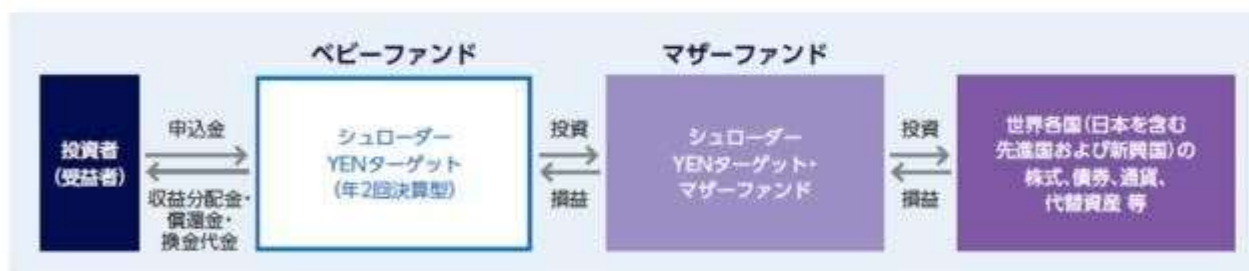 ベビーファンド
マザーファンド
投資者
(受益者)
申込金
収益分配金・
償還金・
換金代金
シュローダー
YENターゲット
(年2回決算型)
投資
損益
シュローダー
YENターゲット・
マザーファンド
投資
損益
世界各国(日本を含む
先進国および新興国)の
株式、債券、通貨、
代替資産 等